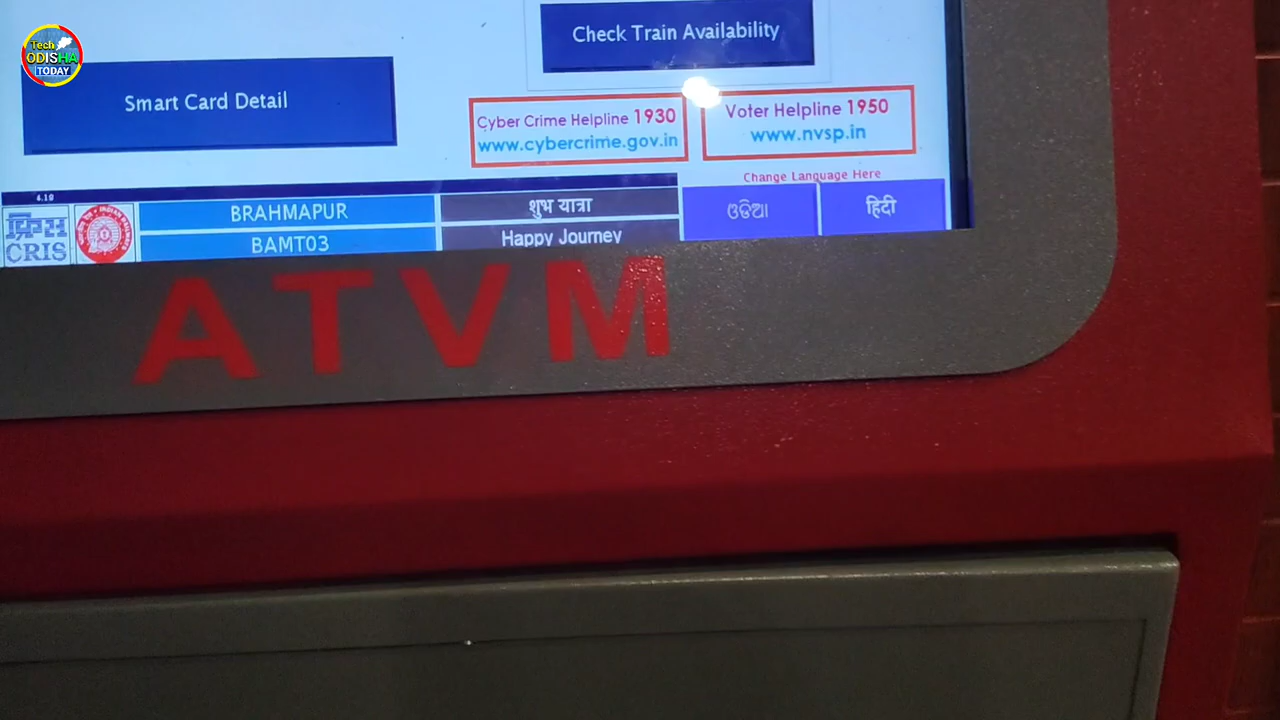 Tech
ODISHA
TODAY
Check Train Availability
Smart Card Detail
Cyber Crime Helpline 1930
www.cybercrime.gov.in
Voter Helpline 1950
www.nvsp.in
Change Language Here
4.19
क्रिस
CRIS
BRAHMAPUR
BAMT03
शुभ यात्रा
Happy Journey
ଓଡିଆ
हिंदी
ATVM